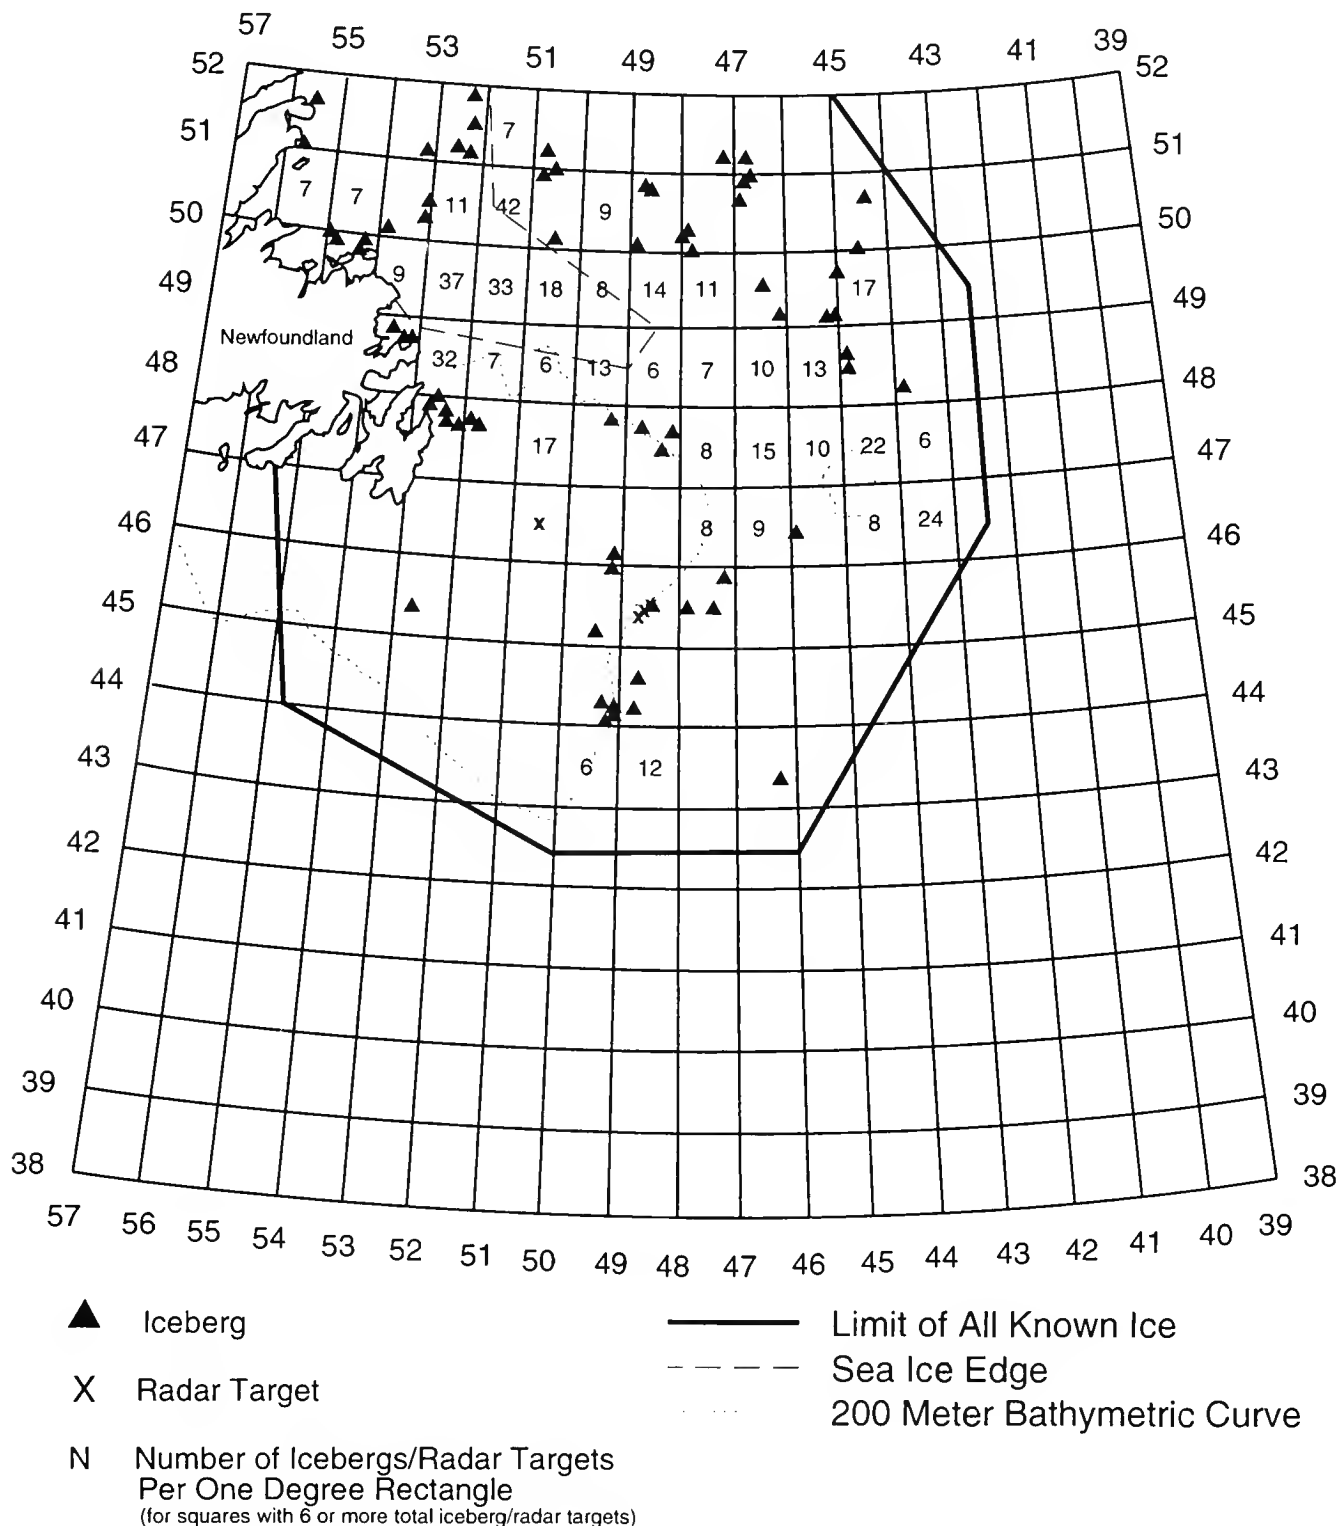 57 55 53 51 49 47 45 43 41 39
52 52
51 7 51
7 7 11 42 9
50 50
9 37 33 18 8 14 11 17
49 49
Newfoundland
48 32 7 6 13 6 7 10 13 48
47 17 8 15 10 22 6 47
46 x 8 9 8 24 46
45 x x x 45
44 44
43 6 12 43
42 42
41 41
40 40
39 39
38 38
57 56 55 54 53 52 51 50 49 48 47 46 45 44 43 42 41 40 39
Iceberg
X Radar Target
N Number of Icebergs/Radar Targets
Per One Degree Rectangle
(for squares with 6 or more total iceberg/radar targets)
Limit of All Known Ice
Sea Ice Edge
200 Meter Bathymetric Curve